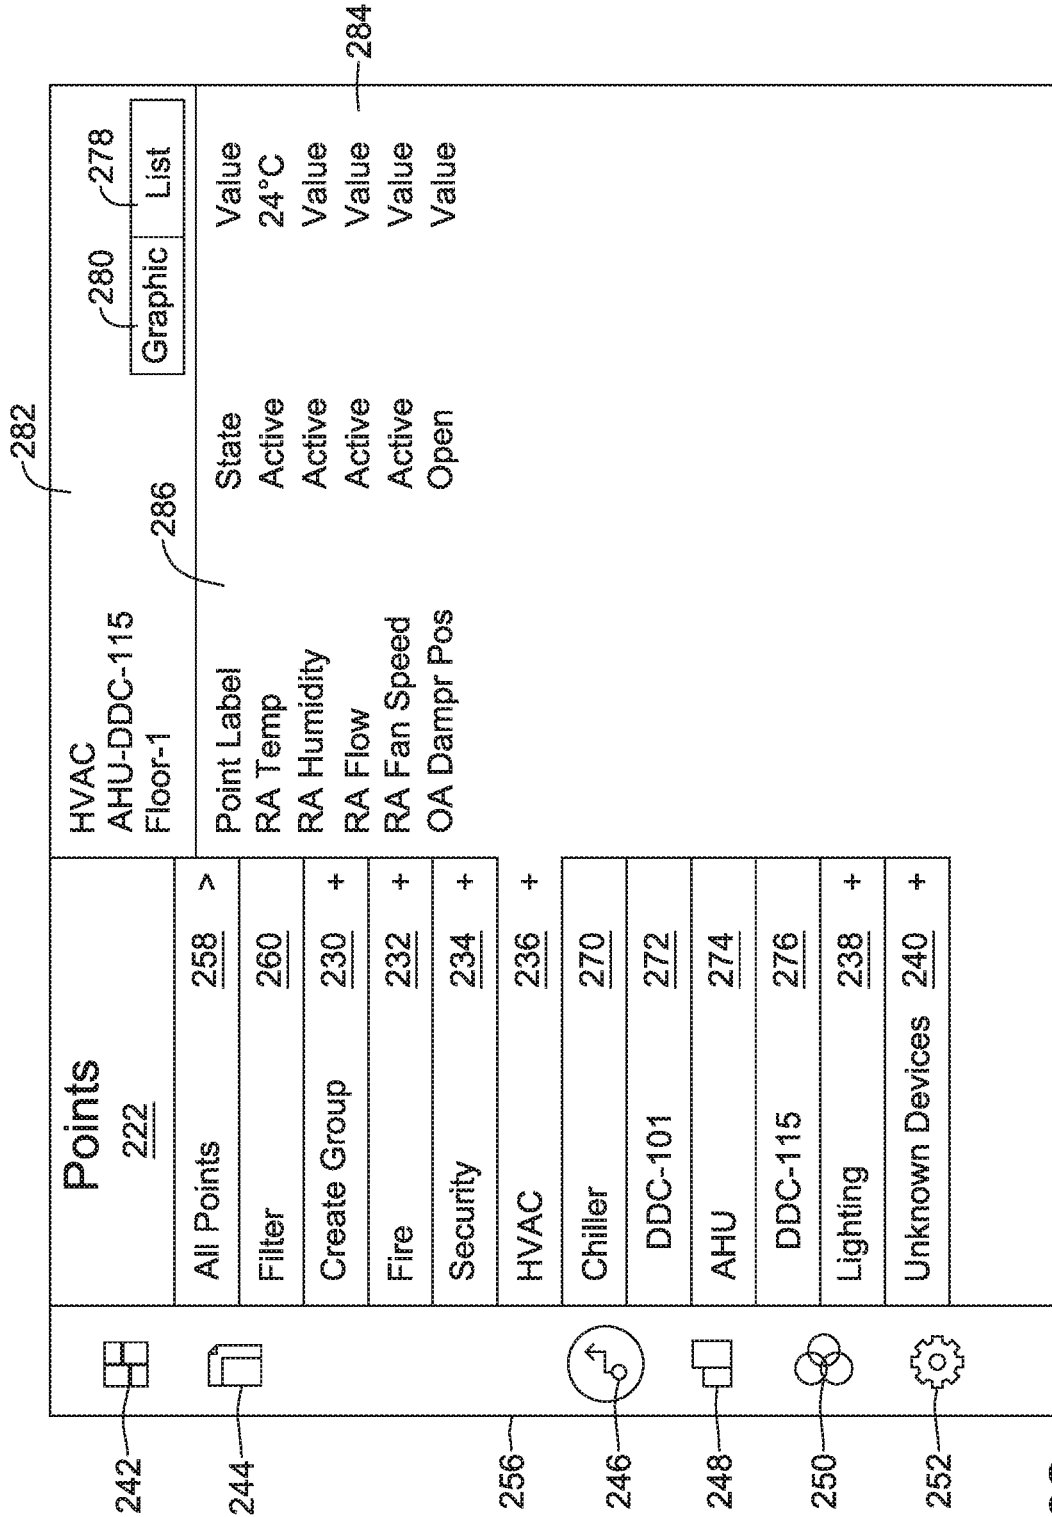 282
284
HVAC
AHU-DDC-115
Floor-1
280
278
Graphic List
286
Point Label State Value
RA Temp Active 24°C
RA Humidity Active Value
RA Flow Active Value
RA Fan Speed Active Value
OA Dampr Pos Open Value
Points
222
All Points 258 >
Filter 260
Create Group 230 +
Fire 232 +
Security 234 +
HVAC 236 +
Chiller 270
DDC-101 272
AHU 274
DDC-115 276
Lighting 238 +
Unknown Devices 240 +
242
244
256
246
248
250
252